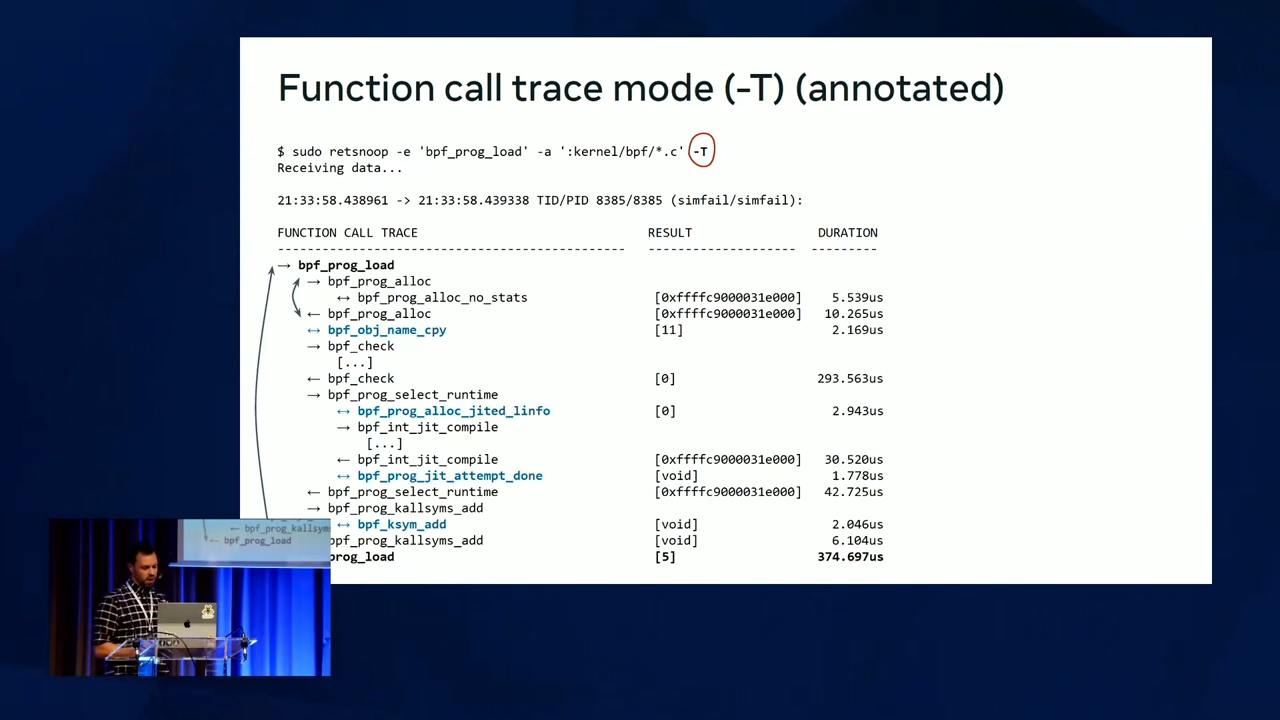 Function call trace mode (-T) (annotated)
$ sudo retsnoop -e 'bpf_prog_load' -a ':kernel/bpf/*.c' -T
Receiving data...
21:33:58.438961 -> 21:33:58.439338 TID/PID 8385/8385 (simfail/simfail):
FUNCTION CALL TRACE RESULT DURATION
--------------------------------------------- ------------------- ---------
→ bpf_prog_load
→ bpf_prog_alloc
↔ bpf_prog_alloc_no_stats [0xffffc9000031e000] 5.539us
← bpf_prog_alloc [0xffffc9000031e000] 10.265us
↔ bpf_obj_name_cpy [11] 2.169us
→ bpf_check
[...]
← bpf_check [0] 293.563us
→ bpf_prog_select_runtime
↔ bpf_prog_alloc_jited_linfo [0] 2.943us
→ bpf_int_jit_compile
[...]
← bpf_int_jit_compile [0xffffc9000031e000] 30.520us
↔ bpf_prog_jit_attempt_done [void] 1.778us
← bpf_prog_select_runtime [0xffffc9000031e000] 42.725us
→ bpf_prog_kallsyms_add
↔ bpf_ksym_add [void] 2.046us
bpf_prog_kallsyms_add [void] 6.104us
prog_load [5] 374.697us
← bpf_prog_kallsyms
← bpf_prog_load